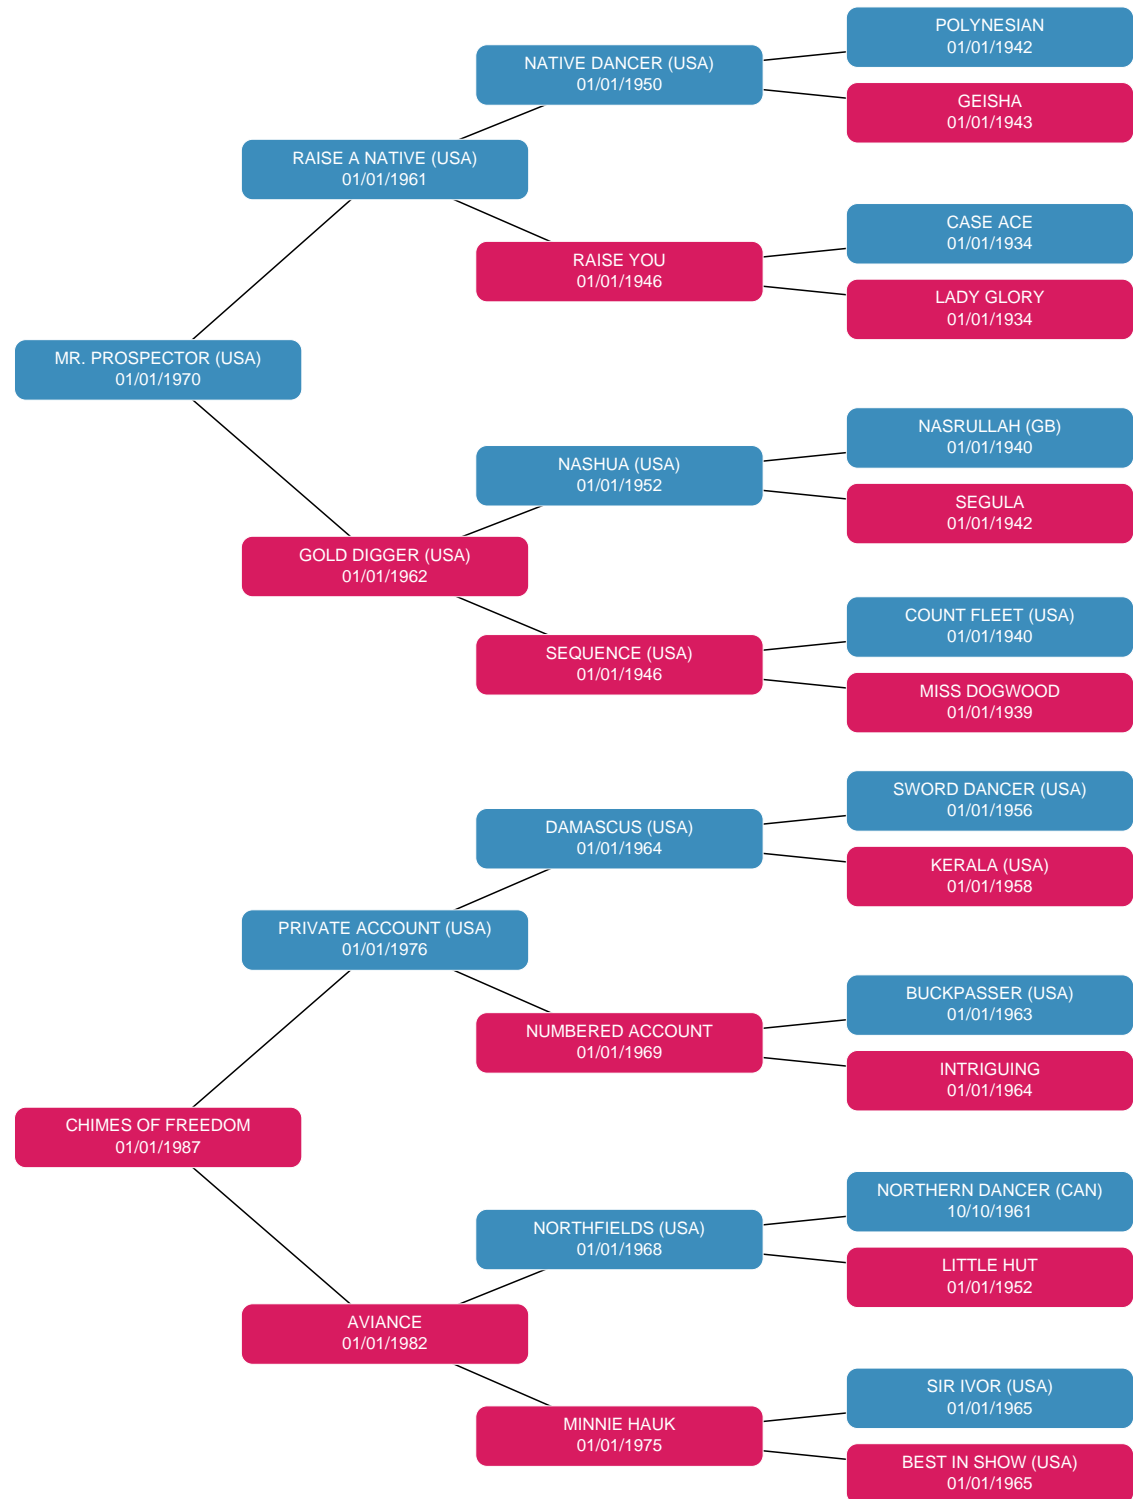 POLYNESIAN
01/01/1942
NATIVE DANCER (USA)
01/01/1950
GEISHA
01/01/1943
RAISE A NATIVE (USA)
01/01/1961
CASE ACE
01/01/1934
RAISE YOU
01/01/1946
LADY GLORY
01/01/1934
MR. PROSPECTOR (USA)
01/01/1970
NASRULLAH (GB)
01/01/1940
NASHUA (USA)
01/01/1952
SEGULA
01/01/1942
GOLD DIGGER (USA)
01/01/1962
COUNT FLEET (USA)
01/01/1940
SEQUENCE (USA)
01/01/1946
MISS DOGWOOD
01/01/1939
SWORD DANCER (USA)
01/01/1956
DAMASCUS (USA)
01/01/1964
KERALA (USA)
01/01/1958
PRIVATE ACCOUNT (USA)
01/01/1976
BUCKPASSER (USA)
01/01/1963
NUMBERED ACCOUNT
01/01/1969
INTRIGUING
01/01/1964
CHIMES OF FREEDOM
01/01/1987
NORTHERN DANCER (CAN)
10/10/1961
NORTHFIELDS (USA)
01/01/1968
LITTLE HUT
01/01/1952
AVIANCE
01/01/1982
SIR IVOR (USA)
01/01/1965
MINNIE HAUK
01/01/1975
BEST IN SHOW (USA)
01/01/1965